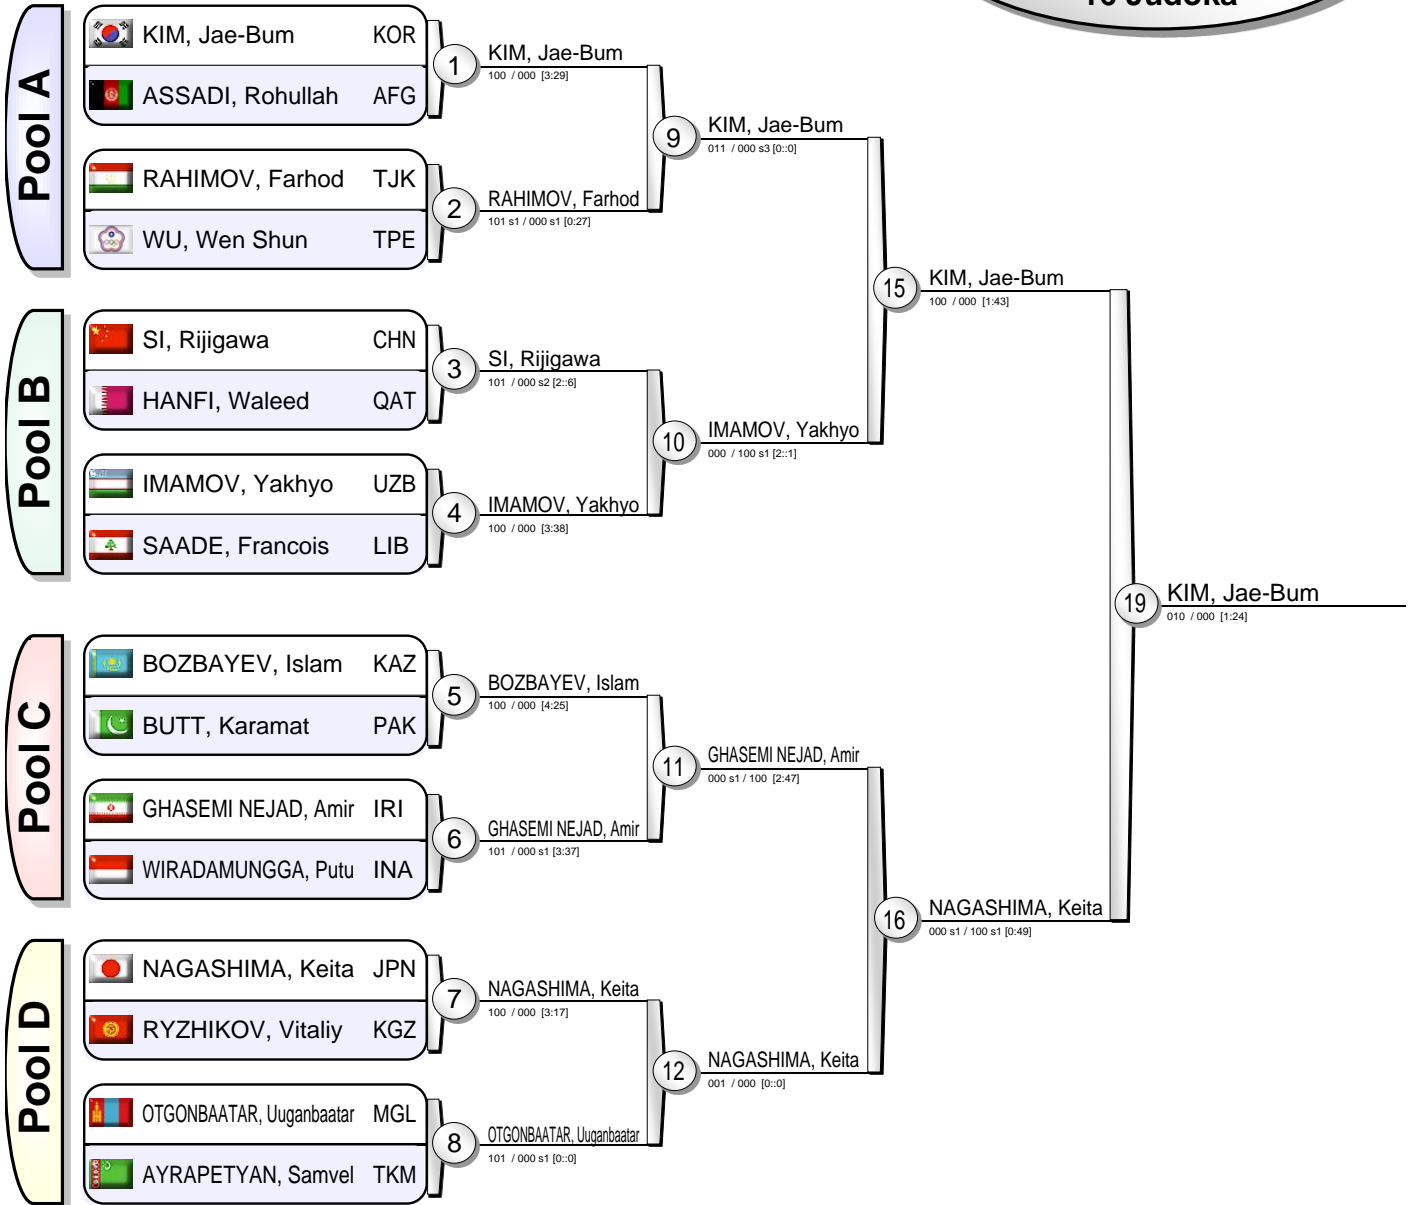 16 Judoka
Pool A
KIM, Jae-Bum KOR
ASSADI, Rohullah AFG
1
KIM, Jae-Bum
100 / 000 [3:29]
RAHIMOV, Farhod TJK
WU, Wen Shun TPE
2
RAHIMOV, Farhod
101 s1 / 000 s1 [0:27]
9
KIM, Jae-Bum
011 / 000 s3 [0::0]
Pool B
SI, Rijigawa CHN
HANFI, Waleed QAT
3
SI, Rijigawa
101 / 000 s2 [2::6]
IMAMOV, Yakhyo UZB
SAADE, Francois LIB
4
IMAMOV, Yakhyo
100 / 000 [3:38]
10
IMAMOV, Yakhyo
000 / 100 s1 [2::1]
15
KIM, Jae-Bum
100 / 000 [1:43]
Pool C
BOZBAYEV, Islam KAZ
BUTT, Karamat PAK
5
BOZBAYEV, Islam
100 / 000 [4:25]
GHASEMI NEJAD, Amir IRI
WIRADAMUNGGA, Putu INA
6
GHASEMI NEJAD, Amir
101 / 000 s1 [3:37]
11
GHASEMI NEJAD, Amir
000 s1 / 100 [2:47]
Pool D
NAGASHIMA, Keita JPN
RYZHIKOV, Vitaliy KGZ
7
NAGASHIMA, Keita
100 / 000 [3:17]
OTGONBAATAR, Uuganbaatar MGL
AYRAPETYAN, Samvel TKM
8
OTGONBAATAR, Uuganbaatar
101 / 000 s1 [0::0]
12
NAGASHIMA, Keita
001 / 000 [0::0]
16
NAGASHIMA, Keita
000 s1 / 100 s1 [0:49]
19
KIM, Jae-Bum
010 / 000 [1:24]